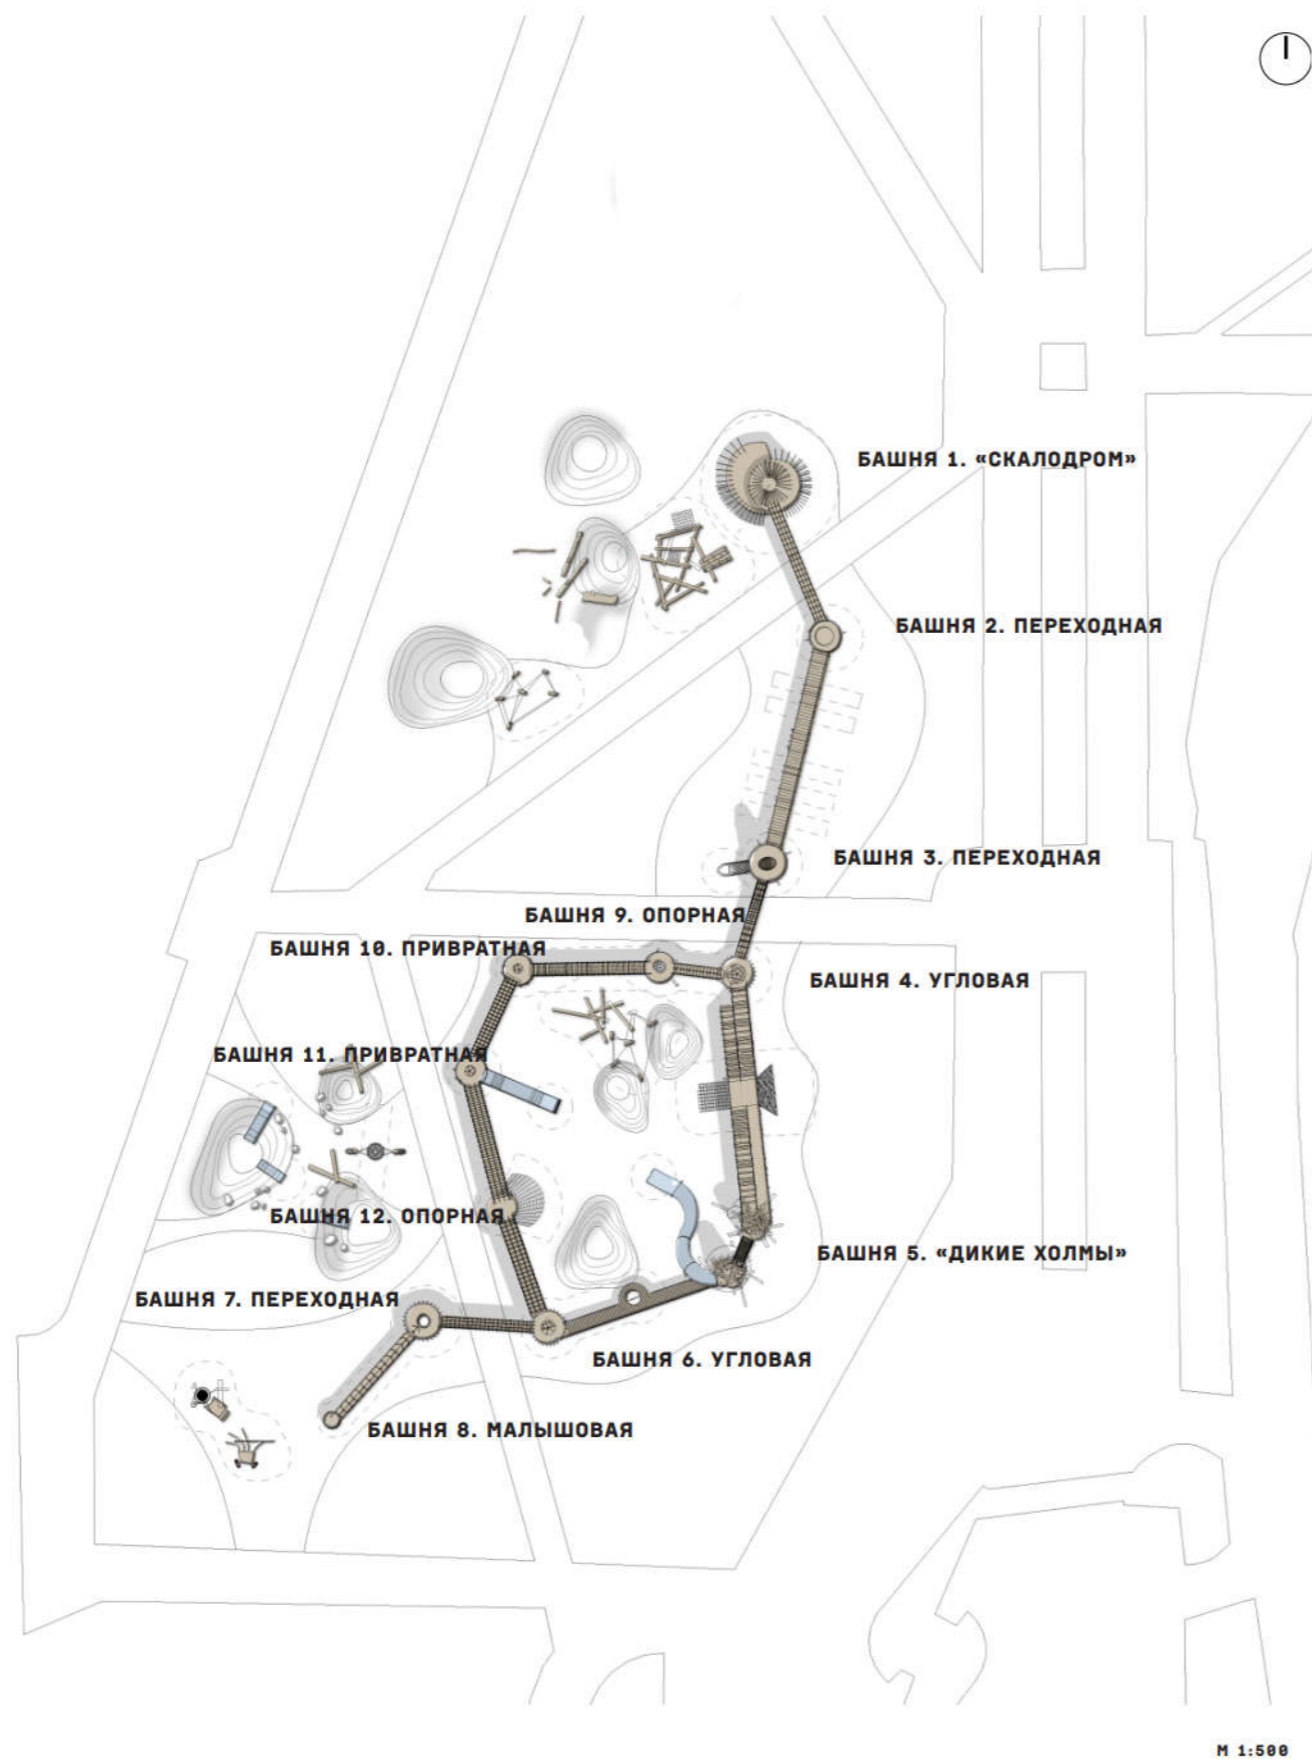 БАШНЯ 1. «СКАЛОДРОМ»
БАШНЯ 2. ПЕРЕХОДНАЯ
БАШНЯ 3. ПЕРЕХОДНАЯ
БАШНЯ 9. ОПОРНАЯ
БАШНЯ 10. ПРИВРАТНАЯ
БАШНЯ 4. УГЛОВАЯ
БАШНЯ 11. ПРИВРАТНАЯ
БАШНЯ 12. ОПОРНАЯ
БАШНЯ 5. «ДИКИЕ ХОЛМЫ»
БАШНЯ 7. ПЕРЕХОДНАЯ
БАШНЯ 6. УГЛОВАЯ
БАШНЯ 8. МАЛЫШОВАЯ
М 1:500